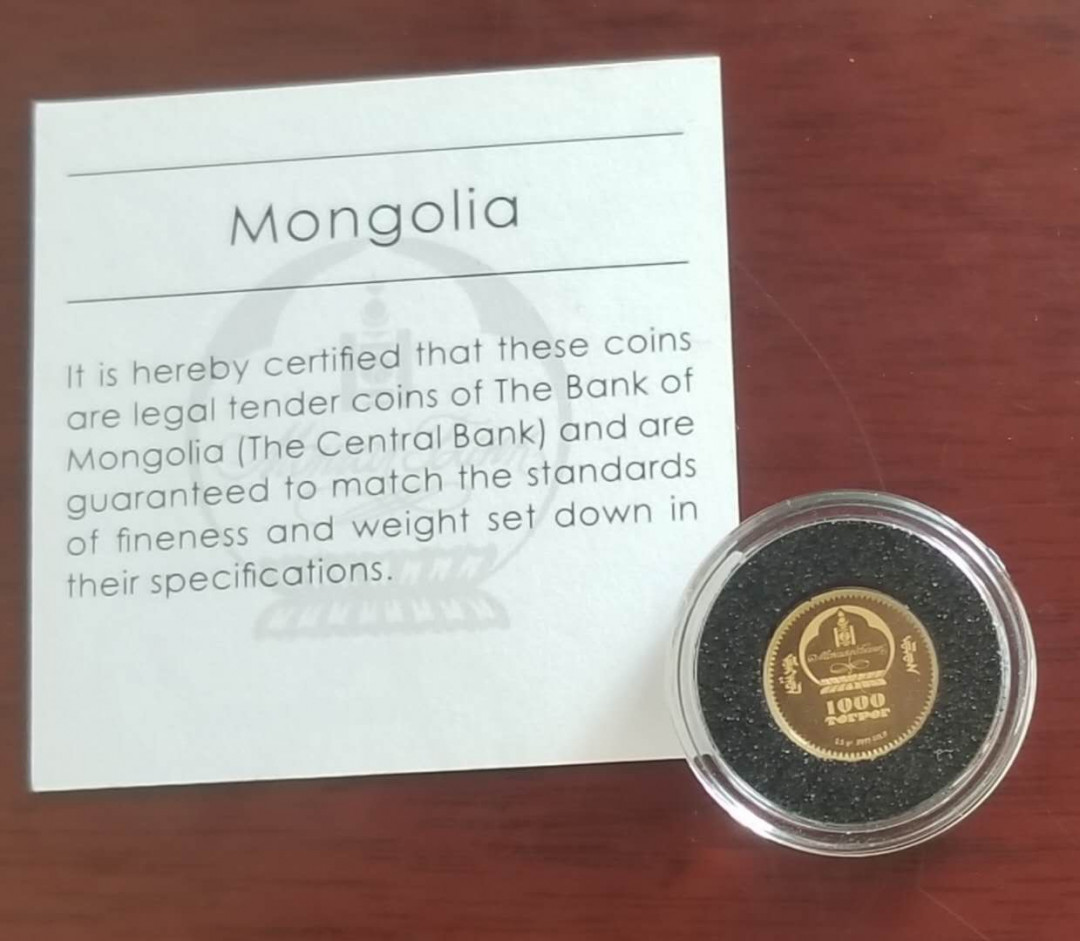 Mongolia
It is hereby certified that these coins
are legal tender coins of The Bank of
Mongolia (The Central Bank) and are
guaranteed to match the standards
of fineness and weight set down in
their specifications.
1000
ТӨГРӨГ